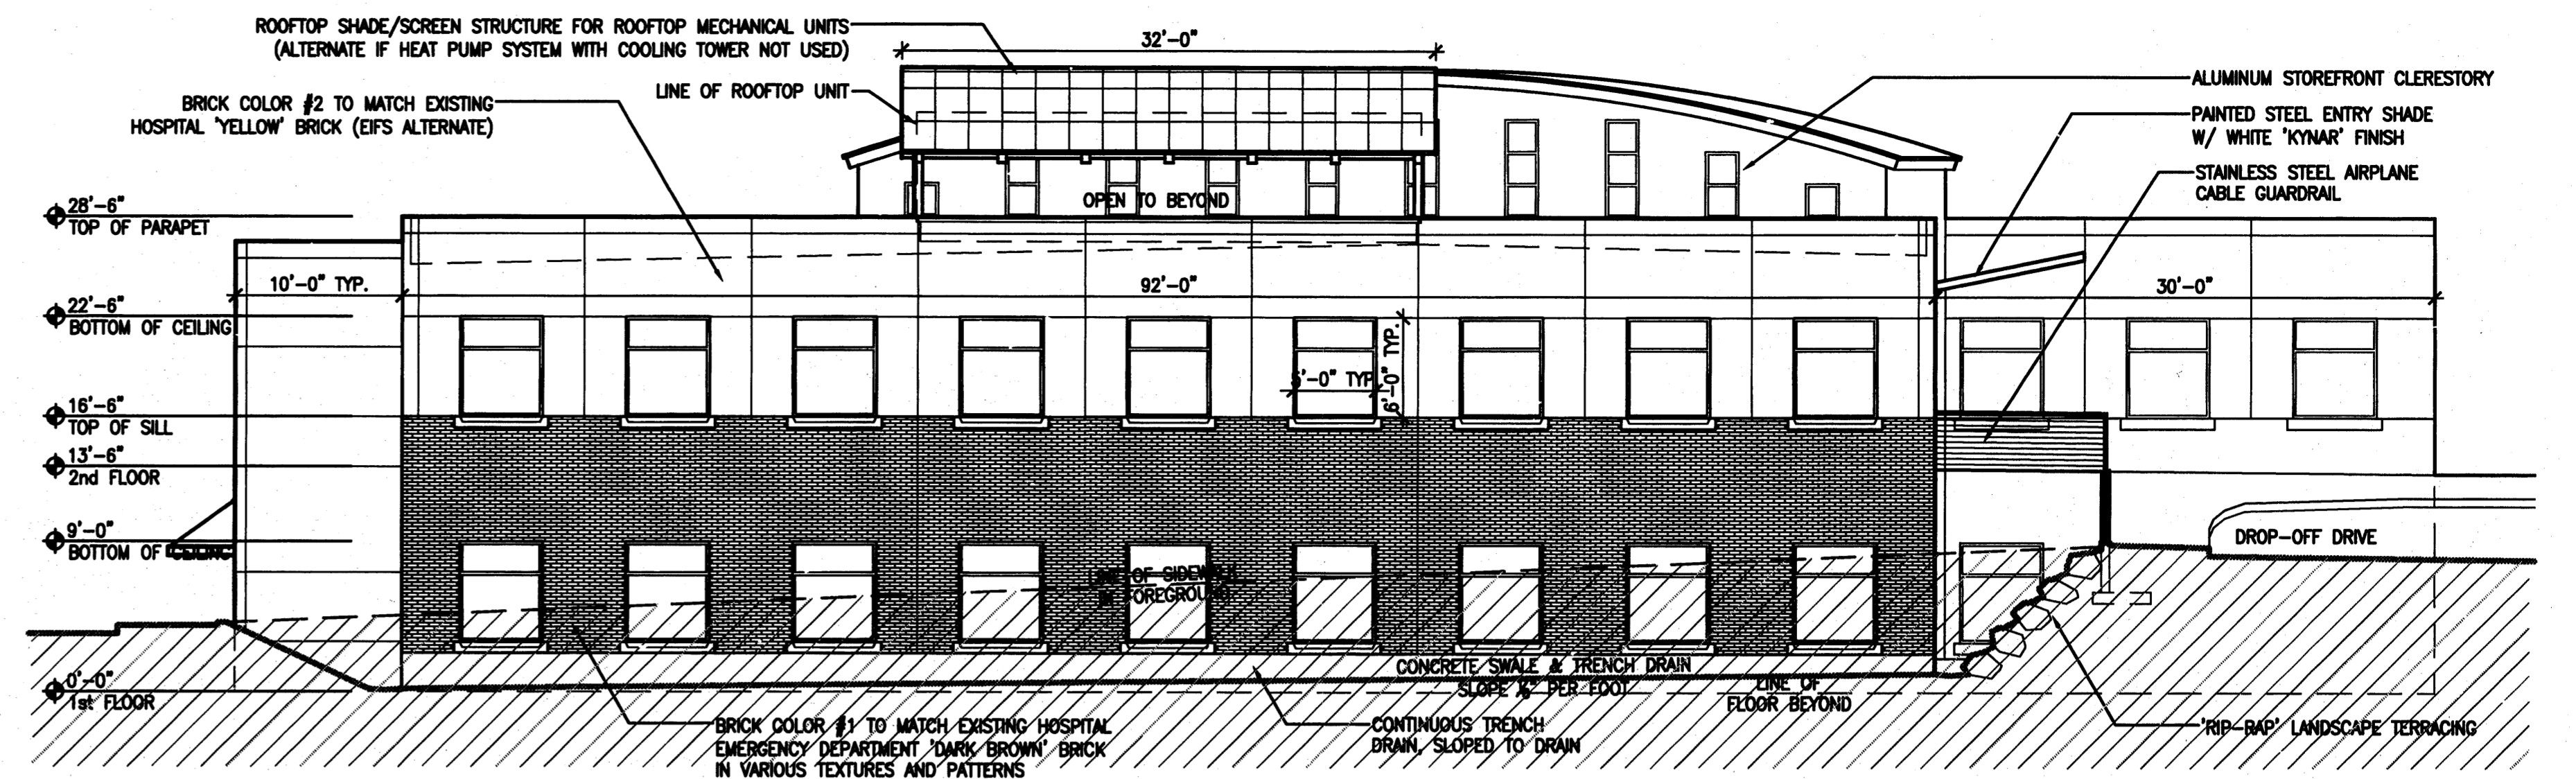 ROOFTOP SHADE/SCREEN STRUCTURE FOR ROOFTOP MECHANICAL UNITS
(ALTERNATE IF HEAT PUMP SYSTEM WITH COOLING TOWER NOT USED)
32'-0"
LINE OF ROOFTOP UNIT
BRICK COLOR #2 TO MATCH EXISTING
HOSPITAL 'YELLOW' BRICK (EIFS ALTERNATE)
ALUMINUM STOREFRONT CLERESTORY
PAINTED STEEL ENTRY SHADE
W/ WHITE 'KYNAR' FINISH
STAINLESS STEEL AIRPLANE
CABLE GUARDRAIL
OPEN TO BEYOND
28'-6"
TOP OF PARAPET
10'-0" TYP.
92'-0"
30'-0"
22'-6"
BOTTOM OF CEILING
6'-0" TYP.
'-0" TYP
16'-6"
TOP OF SILL
13'-6"
2nd FLOOR
9'-0"
BOTTOM OF CEILING
DROP-OFF DRIVE
LINE OF SIDEWALK
IN FOREGROUND
0'-0"
1st FLOOR
CONCRETE SWALE & TRENCH DRAIN
SLOPE PER FOOT
LINE OF
FLOOR BEYOND
BRICK COLOR #1 TO MATCH EXISTING HOSPITAL
EMERGENCY DEPARTMENT 'DARK BROWN' BRICK
IN VARIOUS TEXTURES AND PATTERNS
CONTINUOUS TRENCH
DRAIN, SLOPED TO DRAIN
'RIP-RAP' LANDSCAPE TERRACING